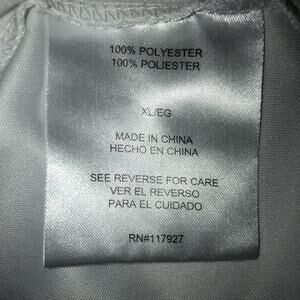 100% POLYESTER
100% POLIESTER
XL/EG
MADE IN CHINA
HECHO EN CHINA
SEE REVERSE FOR CARE
VER EL REVERSO
PARA EL CUIDADO
RN#117927